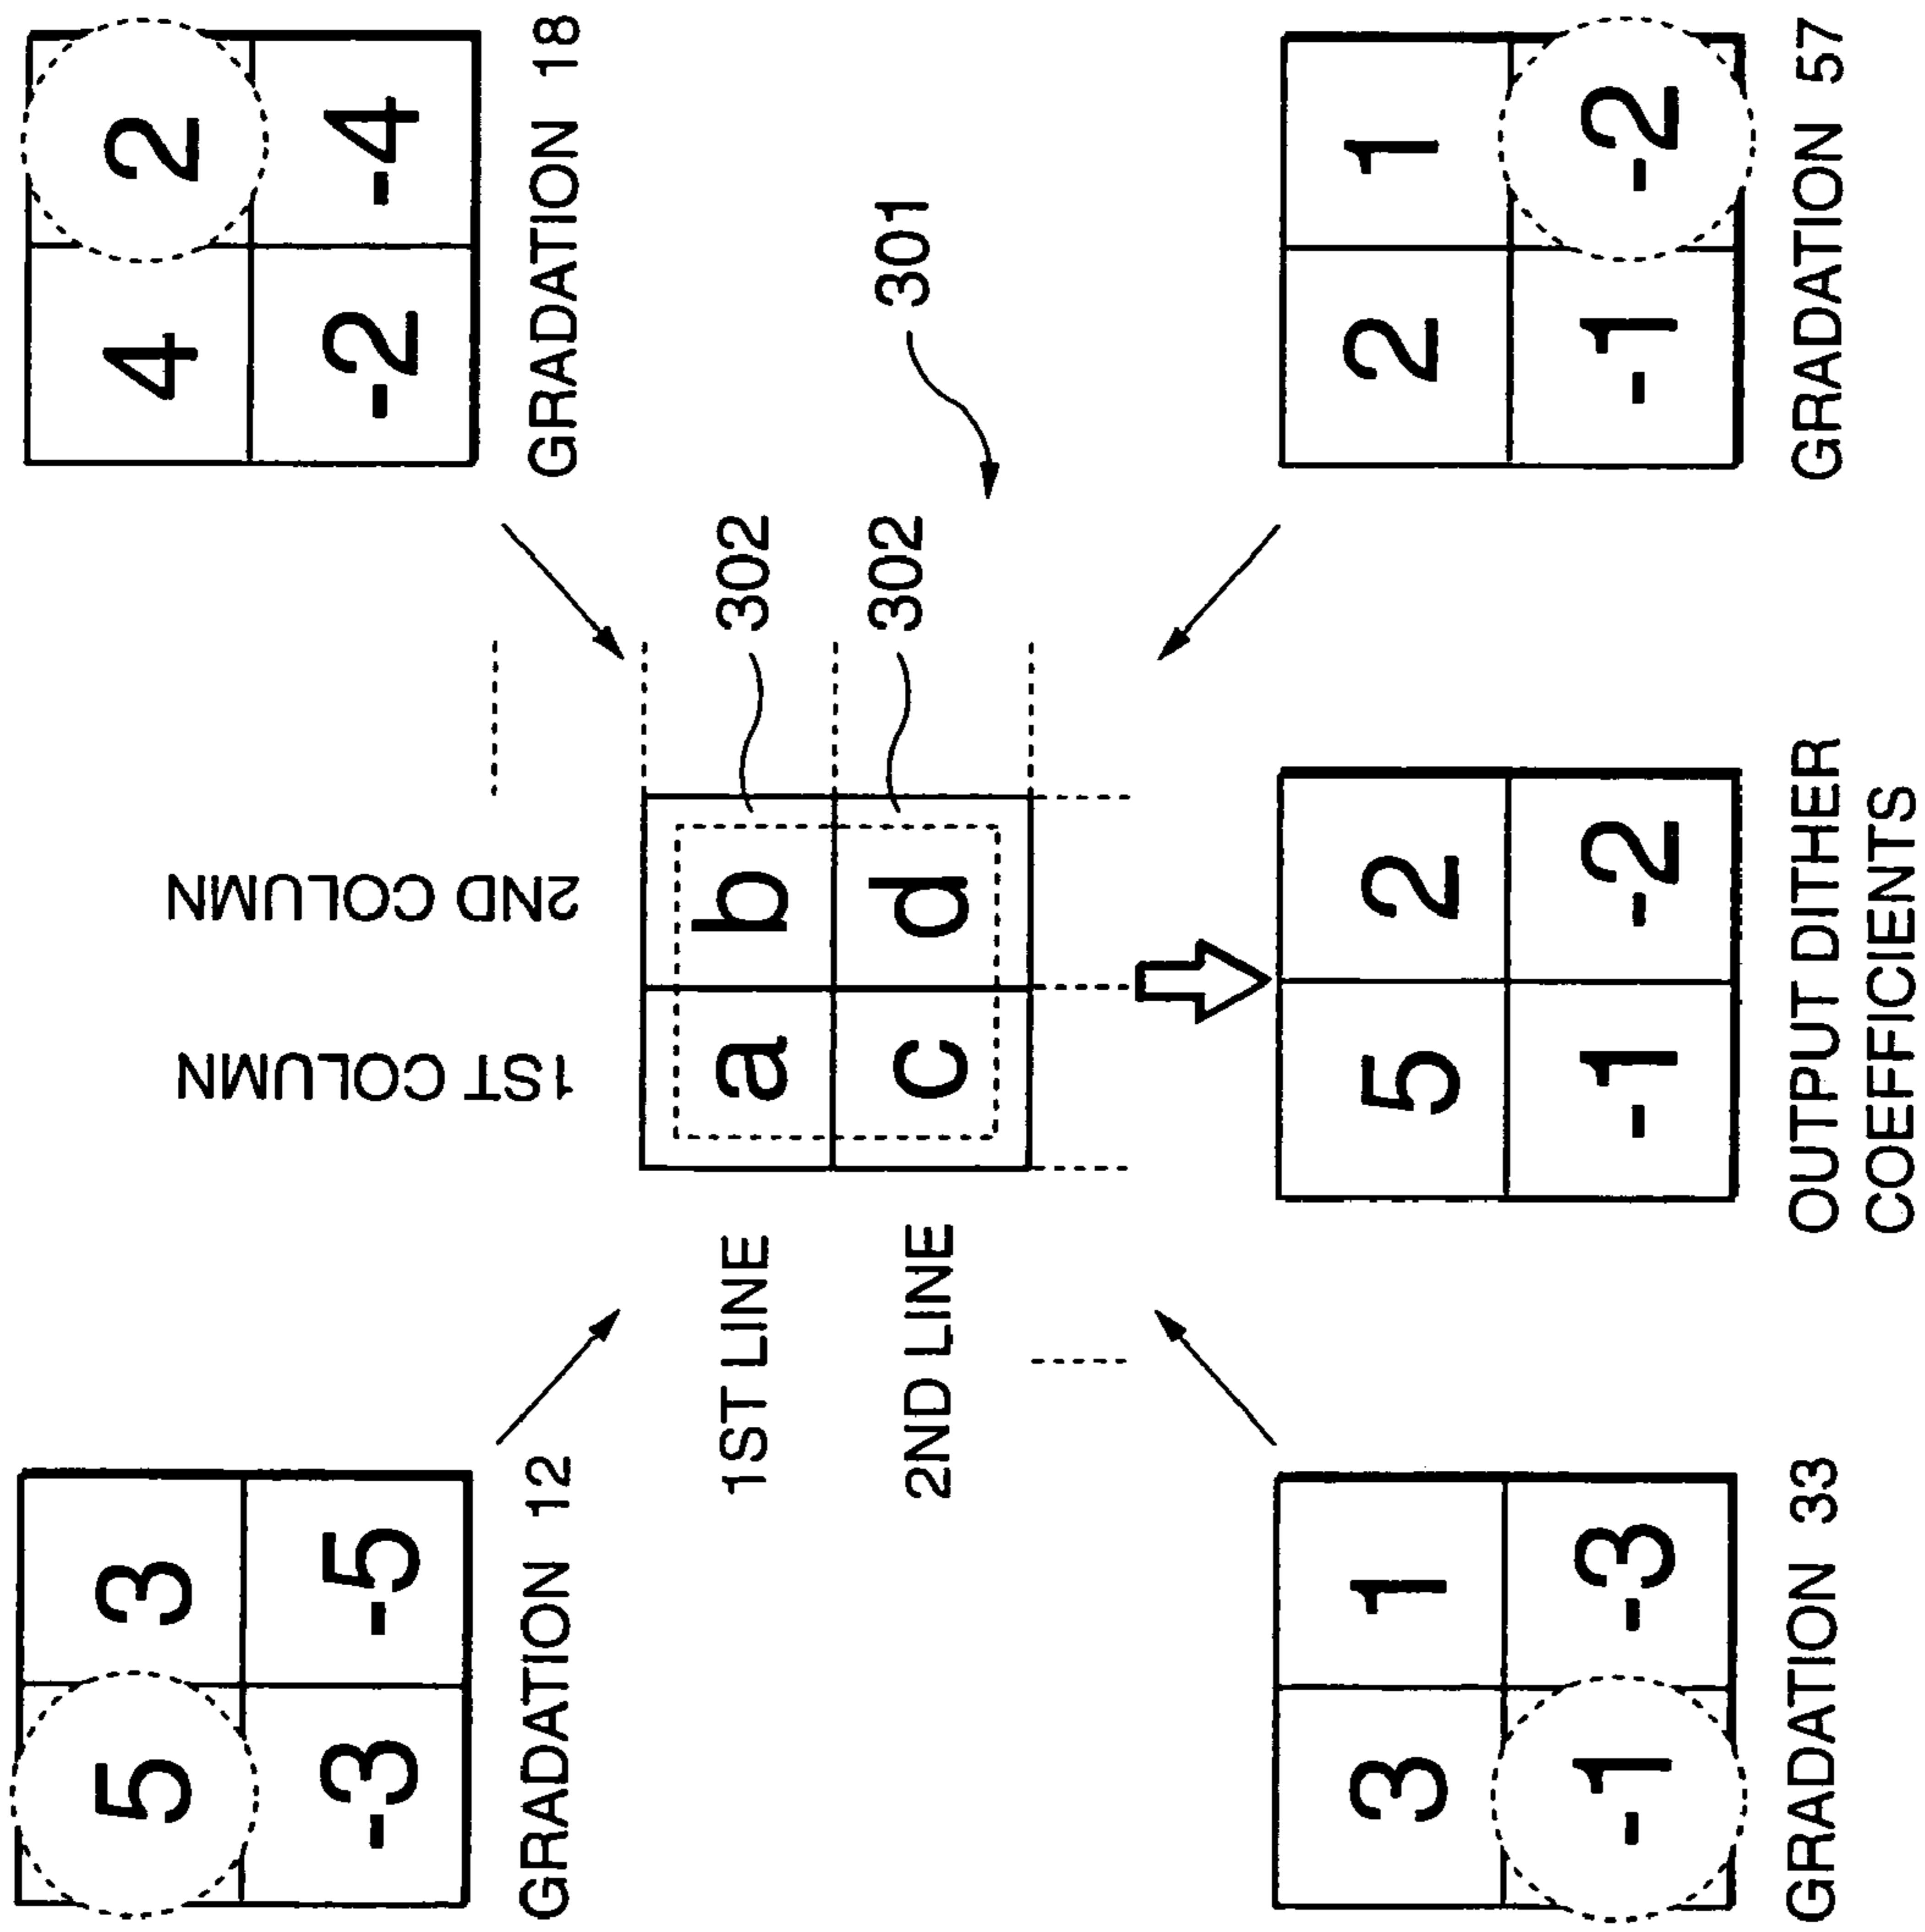 5 3
-3 -5
GRADATION 12
4 2
-2 -4
GRADATION 18
1ST COLUMN
2ND COLUMN
1ST LINE
a b
302
2ND LINE
c d
302
301
3 1
-1 -3
GRADATION 33
5 2
-1 -2
OUTPUT DITHER
COEFFICIENTS
2 1
-1 -2
GRADATION 57